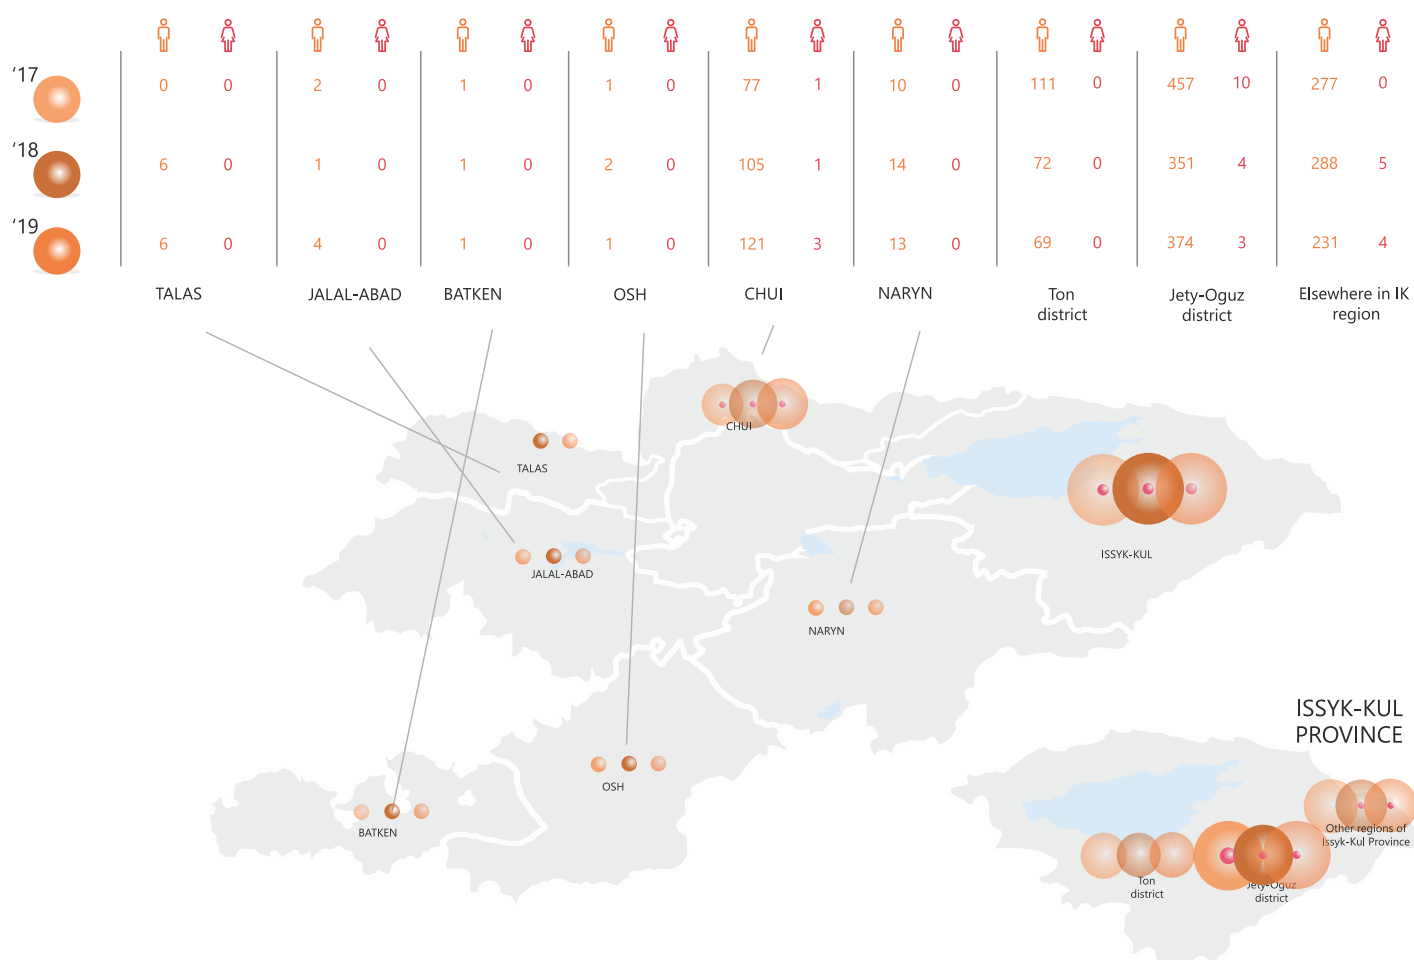 '17
0 0 2 0 1 0 1 0 77 1 10 0 111 0 457 10 277 0
'18
6 0 1 0 1 0 2 0 105 1 14 0 72 0 351 4 288 5
'19
6 0 4 0 1 0 1 0 121 3 13 0 69 0 374 3 231 4
TALAS
JALAL-ABAD
BATKEN
OSH
CHUI
NARYN
Ton
district
Jety-Oguz
district
Elsewhere in IK
region
CHUI
TALAS
ISSYK-KUL
JALAL-ABAD
NARYN
OSH
BATKEN
ISSYK-KUL
PROVINCE
Other regions of
Issyk-Kul Province
Ton
district
Jety-Oguz
district